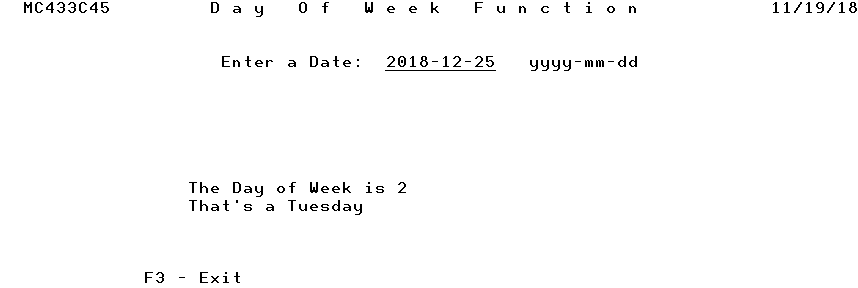 MC433C45 D a y O f W e e k F u n c t i o n 11/19/18
Enter a Date: 2018-12-25 yyyy-mm-dd
The Day of Week is 2
That's a Tuesday
F3 - Exit